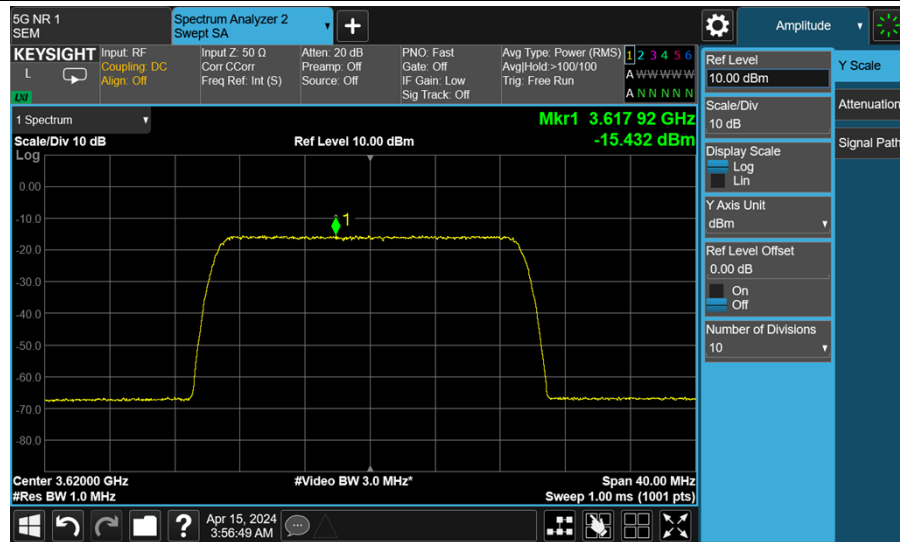 5G NR 1
SEM
Spectrum Analyzer 2
Swept SA
Amplitude
KEYSIGHT
L
LXI
Input: RF
Coupling: DC
Align: Off
Input Z: 50 Ω
Corr CCorr
Freq Ref: Int (S)
Atten: 20 dB
Preamp: Off
Source: Off
PNO: Fast
Gate: Off
IF Gain: Low
Sig Track: Off
Avg Type: Power (RMS)
Avg|Hold:>100/100
Trig: Free Run
1 2 3 4 5 6
A W W W W W
A N N N N N
1 Spectrum
Scale/Div 10 dB
Log
Ref Level 10.00 dBm
Mkr1 3.617 92 GHz
-15.432 dBm
1
0.00
-10.0
-20.0
-30.0
-40.0
-50.0
-60.0
-70.0
-80.0
Center 3.62000 GHz
#Res BW 1.0 MHz
#Video BW 3.0 MHz*
Span 40.00 MHz
Sweep 1.00 ms (1001 pts)
Ref Level
10.00 dBm
Scale/Div
10 dB
Display Scale
Log
Lin
Y Axis Unit
dBm
Ref Level Offset
0.00 dB
On
Off
Number of Divisions
10
Y Scale
Attenuation
Signal Path
?
Apr 15, 2024
3:56:49 AM